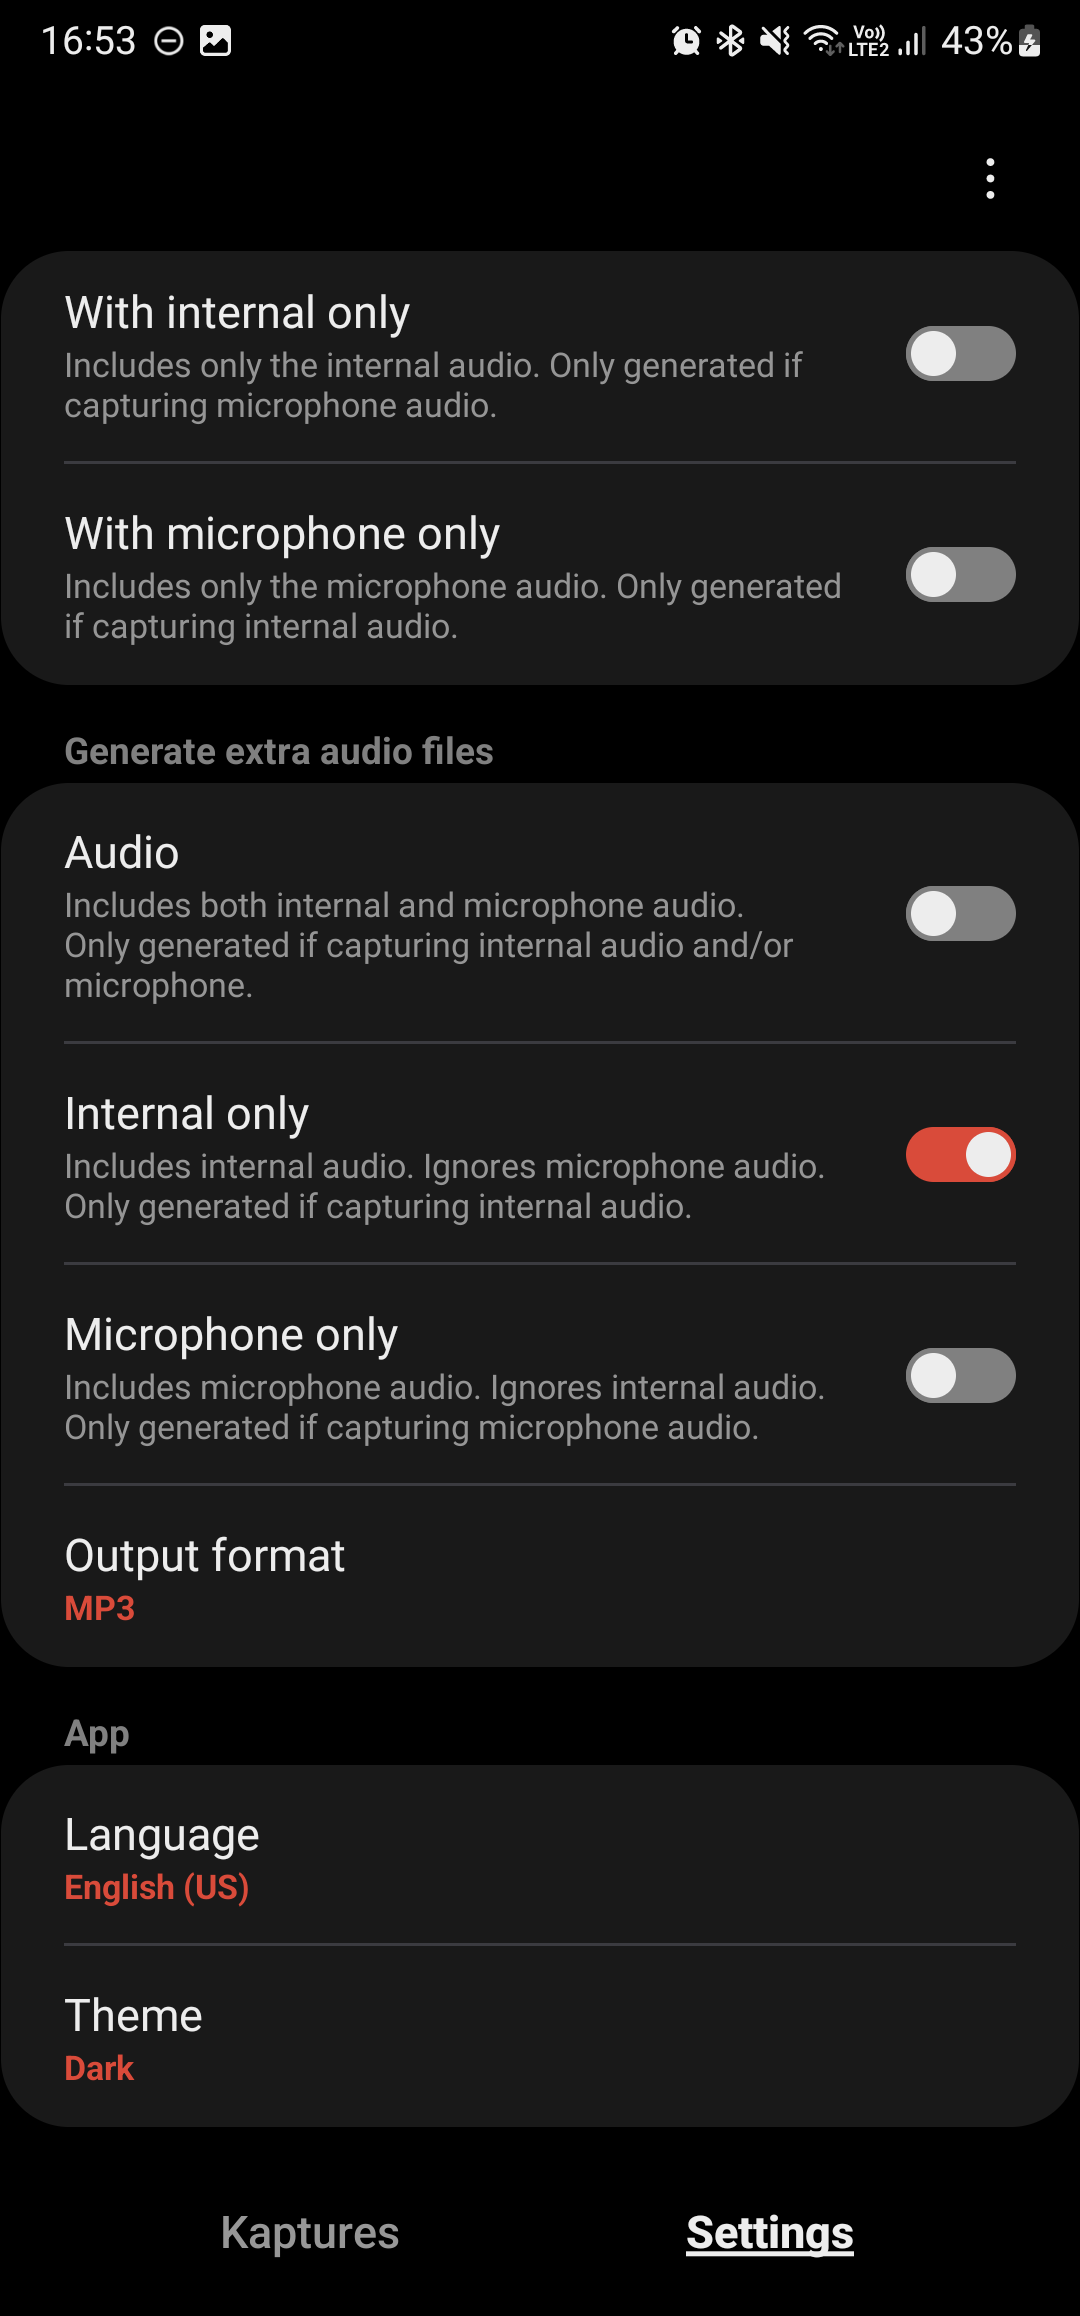 16:53
Vo)) LTE2
43%
With internal only
Includes only the internal audio. Only generated if
capturing microphone audio.
With microphone only
Includes only the microphone audio. Only generated
if capturing internal audio.
Generate extra audio files
Audio
Includes both internal and microphone audio.
Only generated if capturing internal audio and/or
microphone.
Internal only
Includes internal audio. Ignores microphone audio.
Only generated if capturing internal audio.
Microphone only
Includes microphone audio. Ignores internal audio.
Only generated if capturing microphone audio.
Output format
MP3
App
Language
English (US)
Theme
Dark
Kaptures
Settings